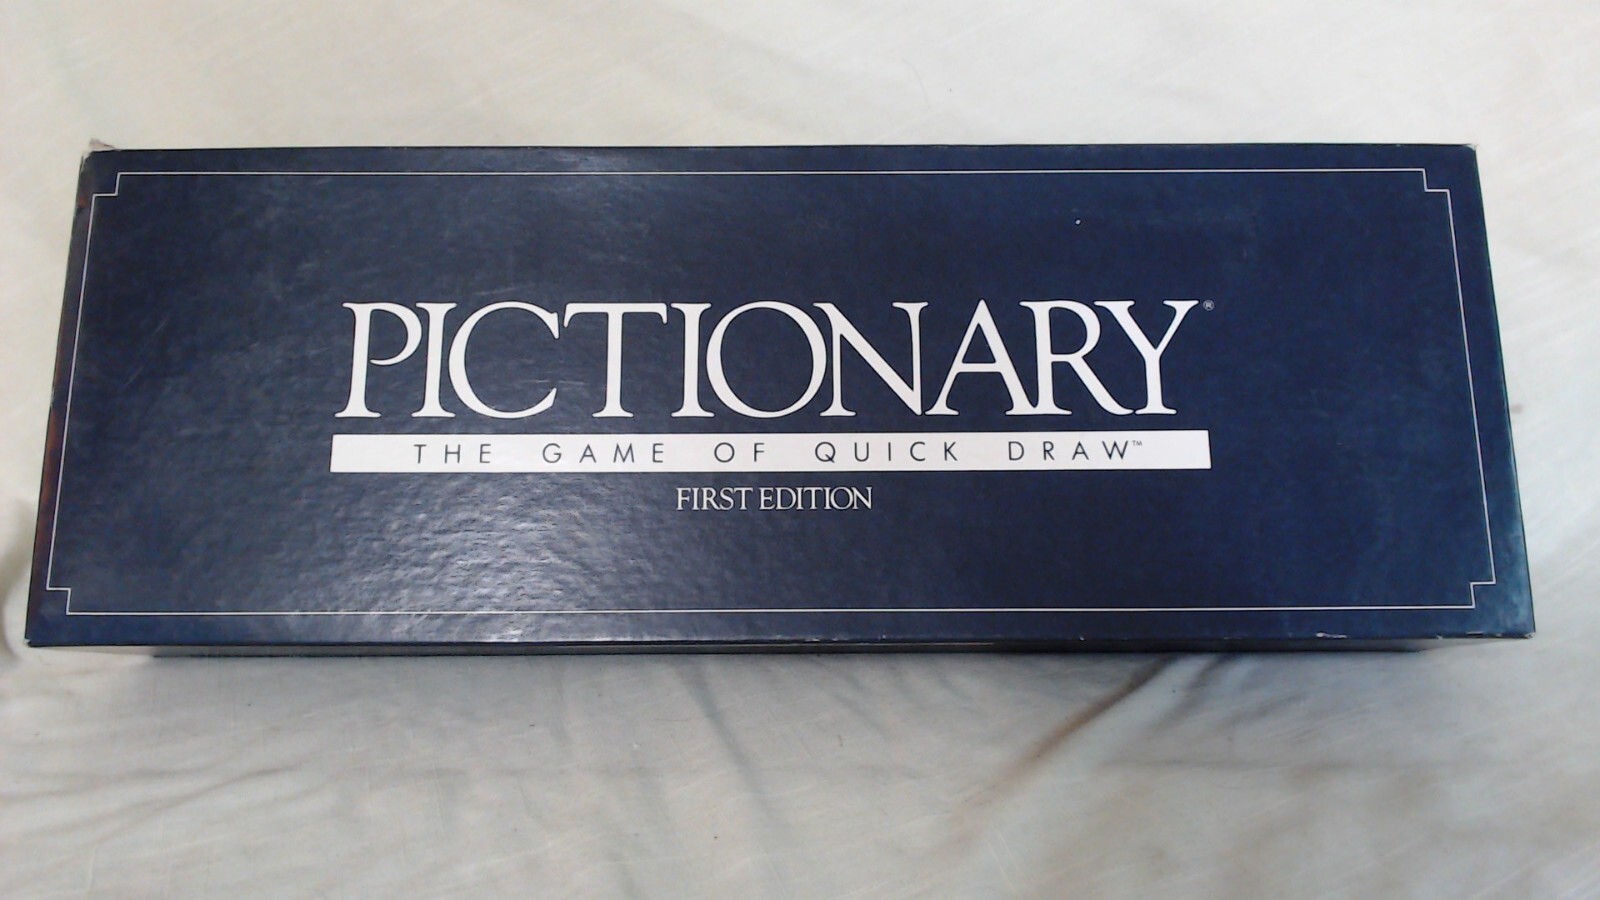 PICTIONARY®
THE GAME OF QUICK DRAW™
FIRST EDITION